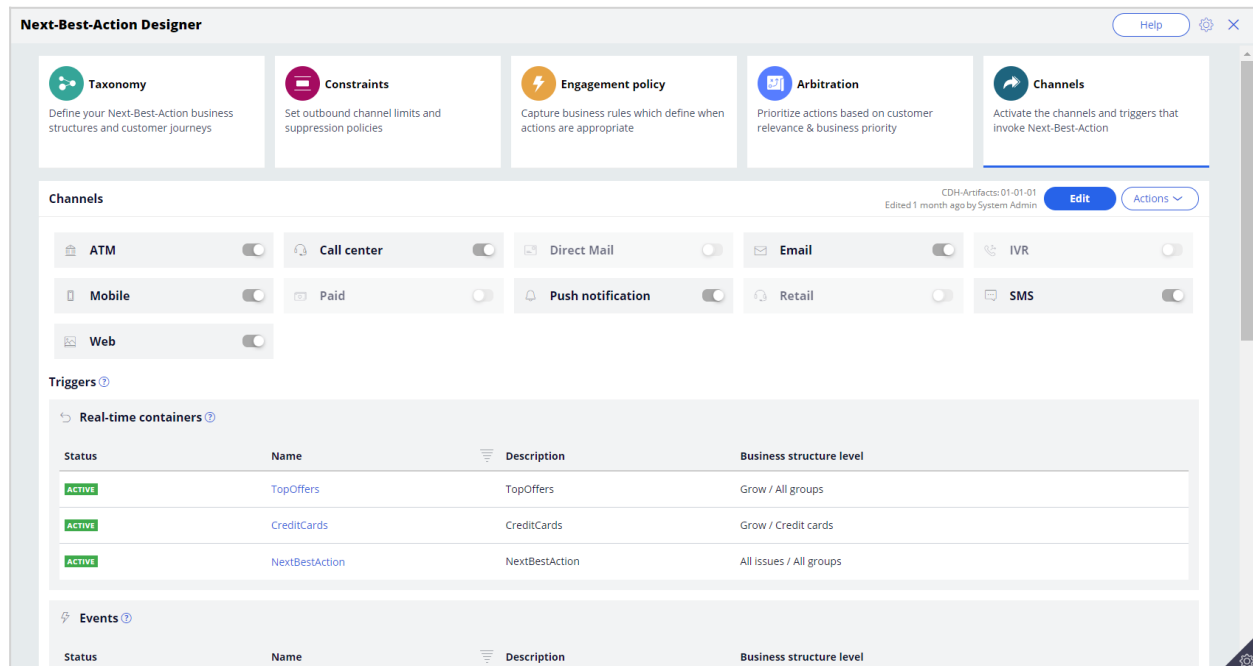 Next-Best-Action Designer
Help
Taxonomy
Define your Next-Best-Action business
structures and customer journeys
Constraints
Set outbound channel limits and
suppression policies
Engagement policy
Capture business rules which define when
actions are appropriate
Arbitration
Prioritize actions based on customer
relevance & business priority
Channels
Activate the channels and triggers that
invoke Next-Best-Action
Channels
CDH-Artifacts: 01-01-01
Edited 1 month ago by System Admin
Edit
Actions
ATM
Call center
Direct Mail
Email
IVR
Mobile
Paid
Push notification
Retail
SMS
Web
Triggers ?
Real-time containers ?
Status Name Description Business structure level
ACTIVE TopOffers TopOffers Grow / All groups
ACTIVE CreditCards CreditCards Grow / Credit cards
ACTIVE NextBestAction NextBestAction All issues / All groups
Events ?
Status Name Description Business structure level